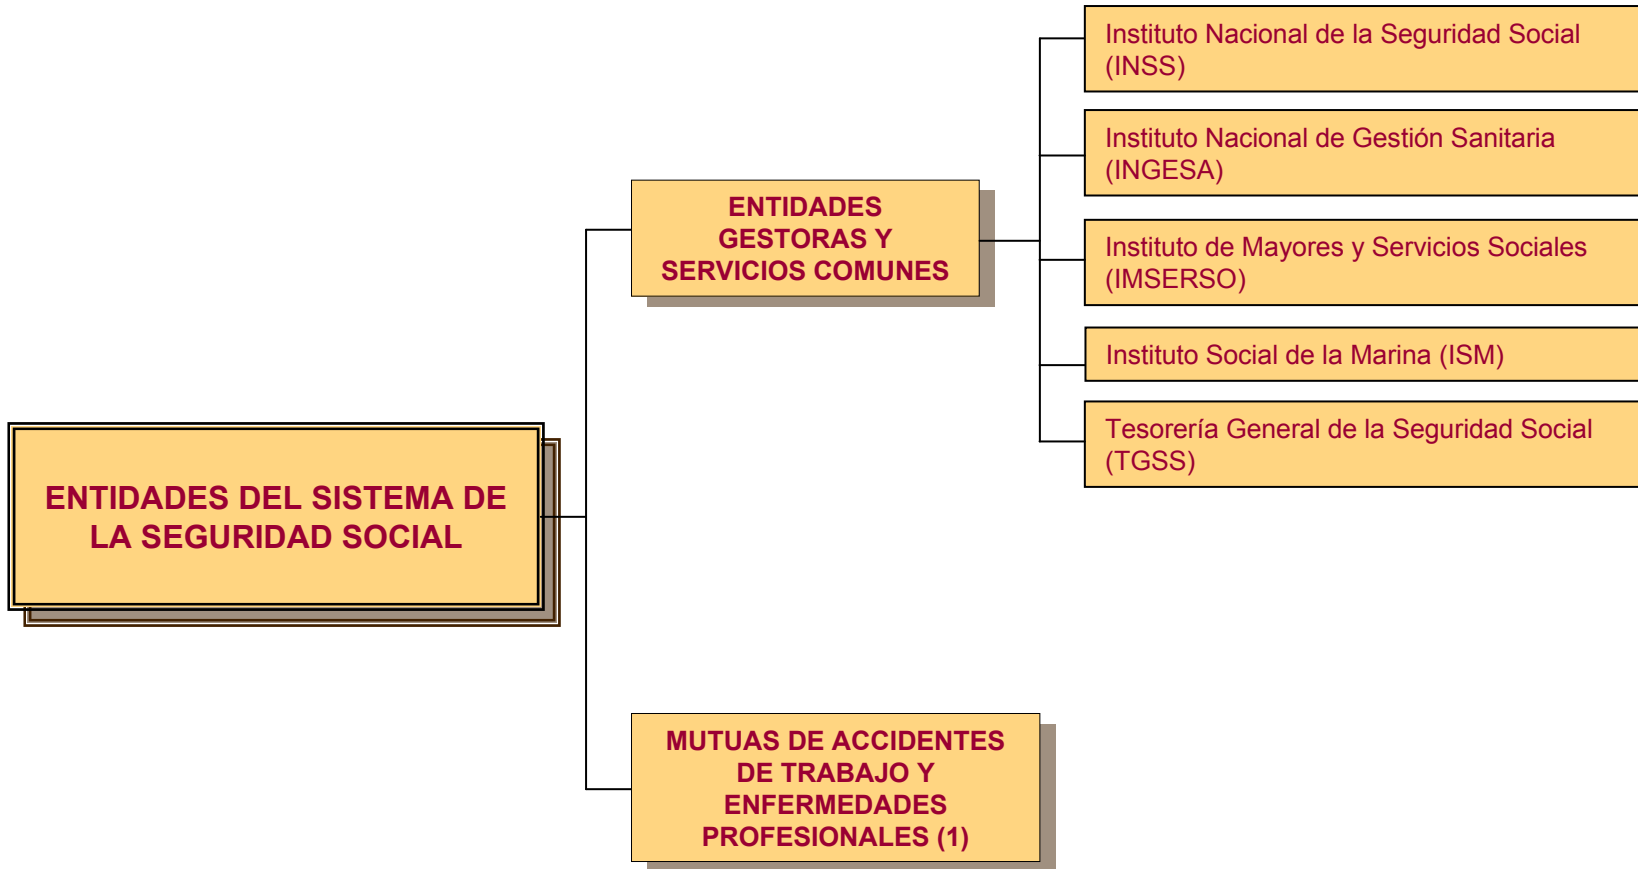 ENTIDADES DEL SISTEMA DE
LA SEGURIDAD SOCIAL
ENTIDADES
GESTORAS Y
SERVICIOS COMUNES
Instituto Nacional de la Seguridad Social
(INSS)
Instituto Nacional de Gestión Sanitaria
(INGESA)
Instituto de Mayores y Servicios Sociales
(IMSERSO)
Instituto Social de la Marina (ISM)
Tesorería General de la Seguridad Social
(TGSS)
MUTUAS DE ACCIDENTES
DE TRABAJO Y
ENFERMEDADES
PROFESIONALES (1)